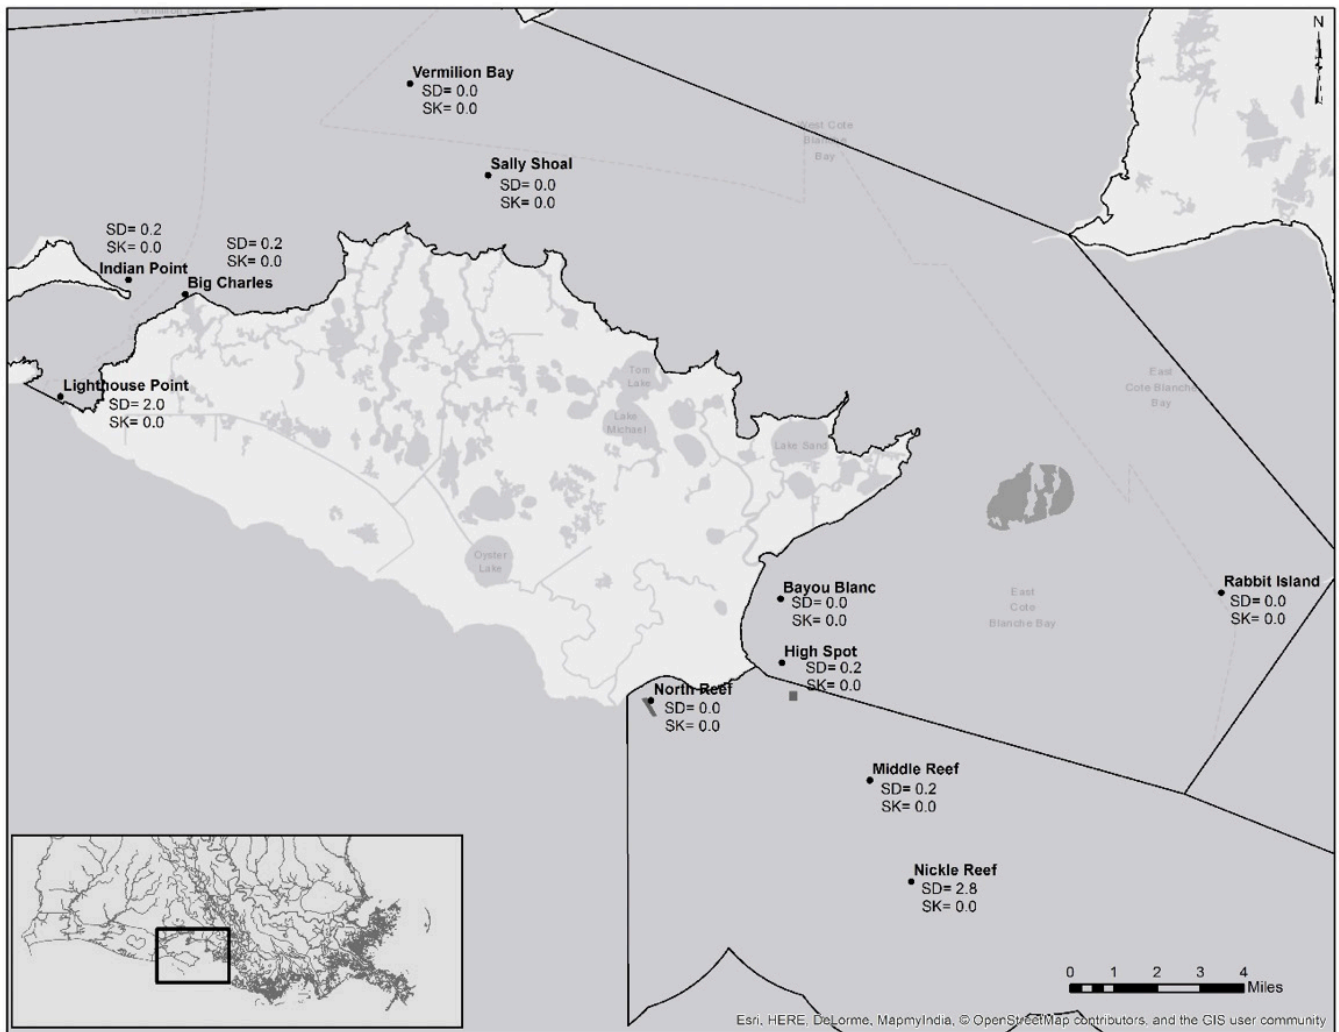 Vermilion Bay
N
Vermilion Bay
SD= 0.0
SK= 0.0
West Cote
Blanche
Bay
Sally Shoal
SD= 0.0
SK= 0.0
SD= 0.2
SK= 0.0
Indian Point
SD= 0.2
SK= 0.0
Big Charles
Lighthouse Point
SD= 2.0
SK= 0.0
Tom
Lake
Lake
Michael
Lake Sand
East
Cote Blanche
Bay
Oyster
Lake
Bayou Blanc
SD= 0.0
SK= 0.0
East
Cote
Blanche Bay
Rabbit Island
SD= 0.0
SK= 0.0
High Spot
SD= 0.2
SK= 0.0
North Reef
SD= 0.0
SK= 0.0
Middle Reef
SD= 0.2
SK= 0.0
Nickle Reef
SD= 2.8
SK= 0.0
0 1 2 3 4
Miles
Esri, HERE, DeLorme, MapmyIndia, © OpenStreetMap contributors, and the GIS user community